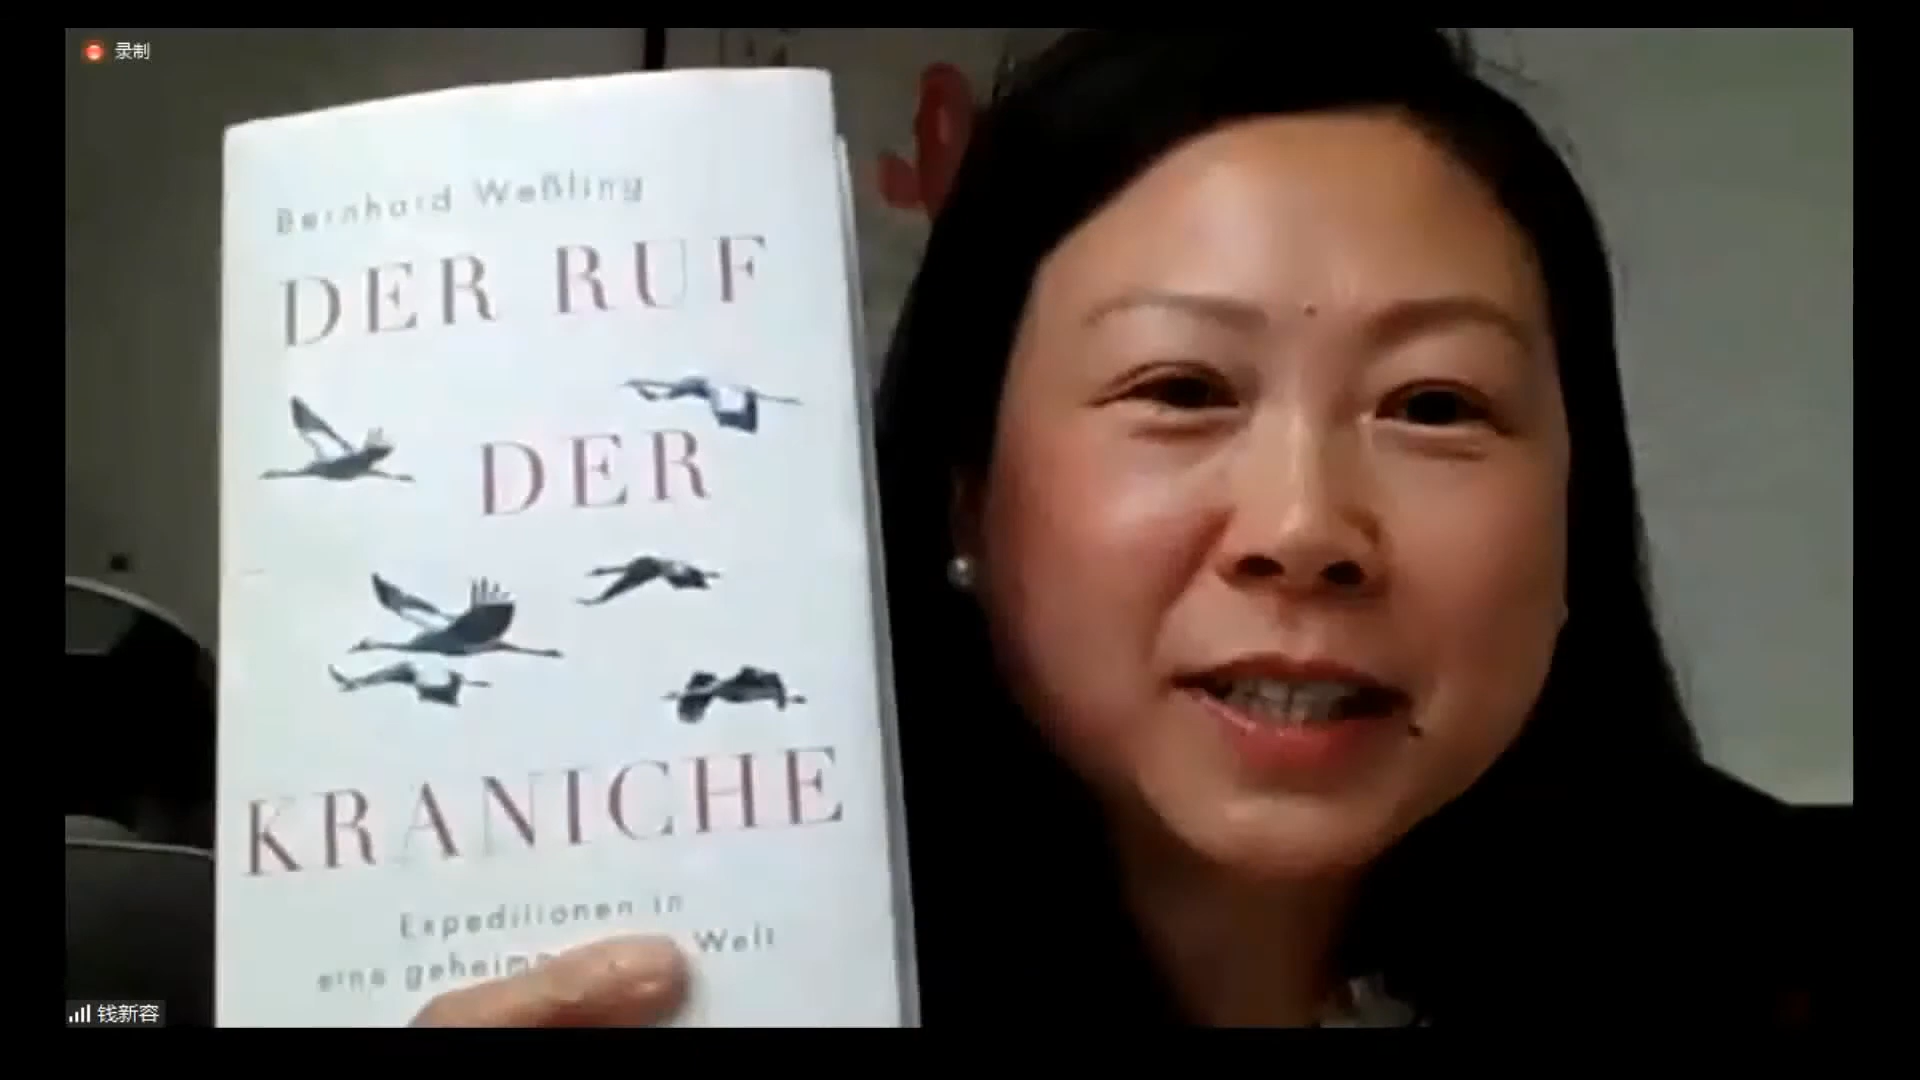 录制
Bernhard Weßling
DER RUF
DER
KRANICHE
Expeditionen in
eine Welt
钱新容